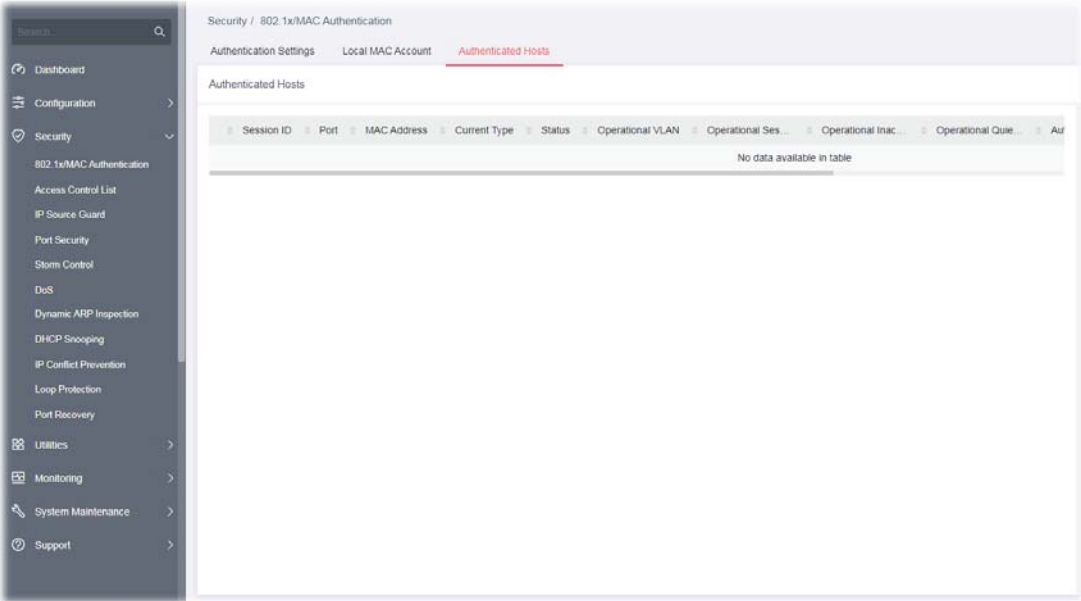 Search...
Security / 802.1x/MAC Authentication
Authentication Settings Local MAC Account Authenticated Hosts
Authenticated Hosts
Session ID Port MAC Address Current Type Status Operational VLAN Operational Ses... Operational Inac... Operational Quie... Aut
No data available in table
Dashboard
Configuration
Security
802.1x/MAC Authentication
Access Control List
IP Source Guard
Port Security
Storm Control
DoS
Dynamic ARP Inspection
DHCP Snooping
IP Conflict Prevention
Loop Protection
Port Recovery
Utilities
Monitoring
System Maintenance
Support